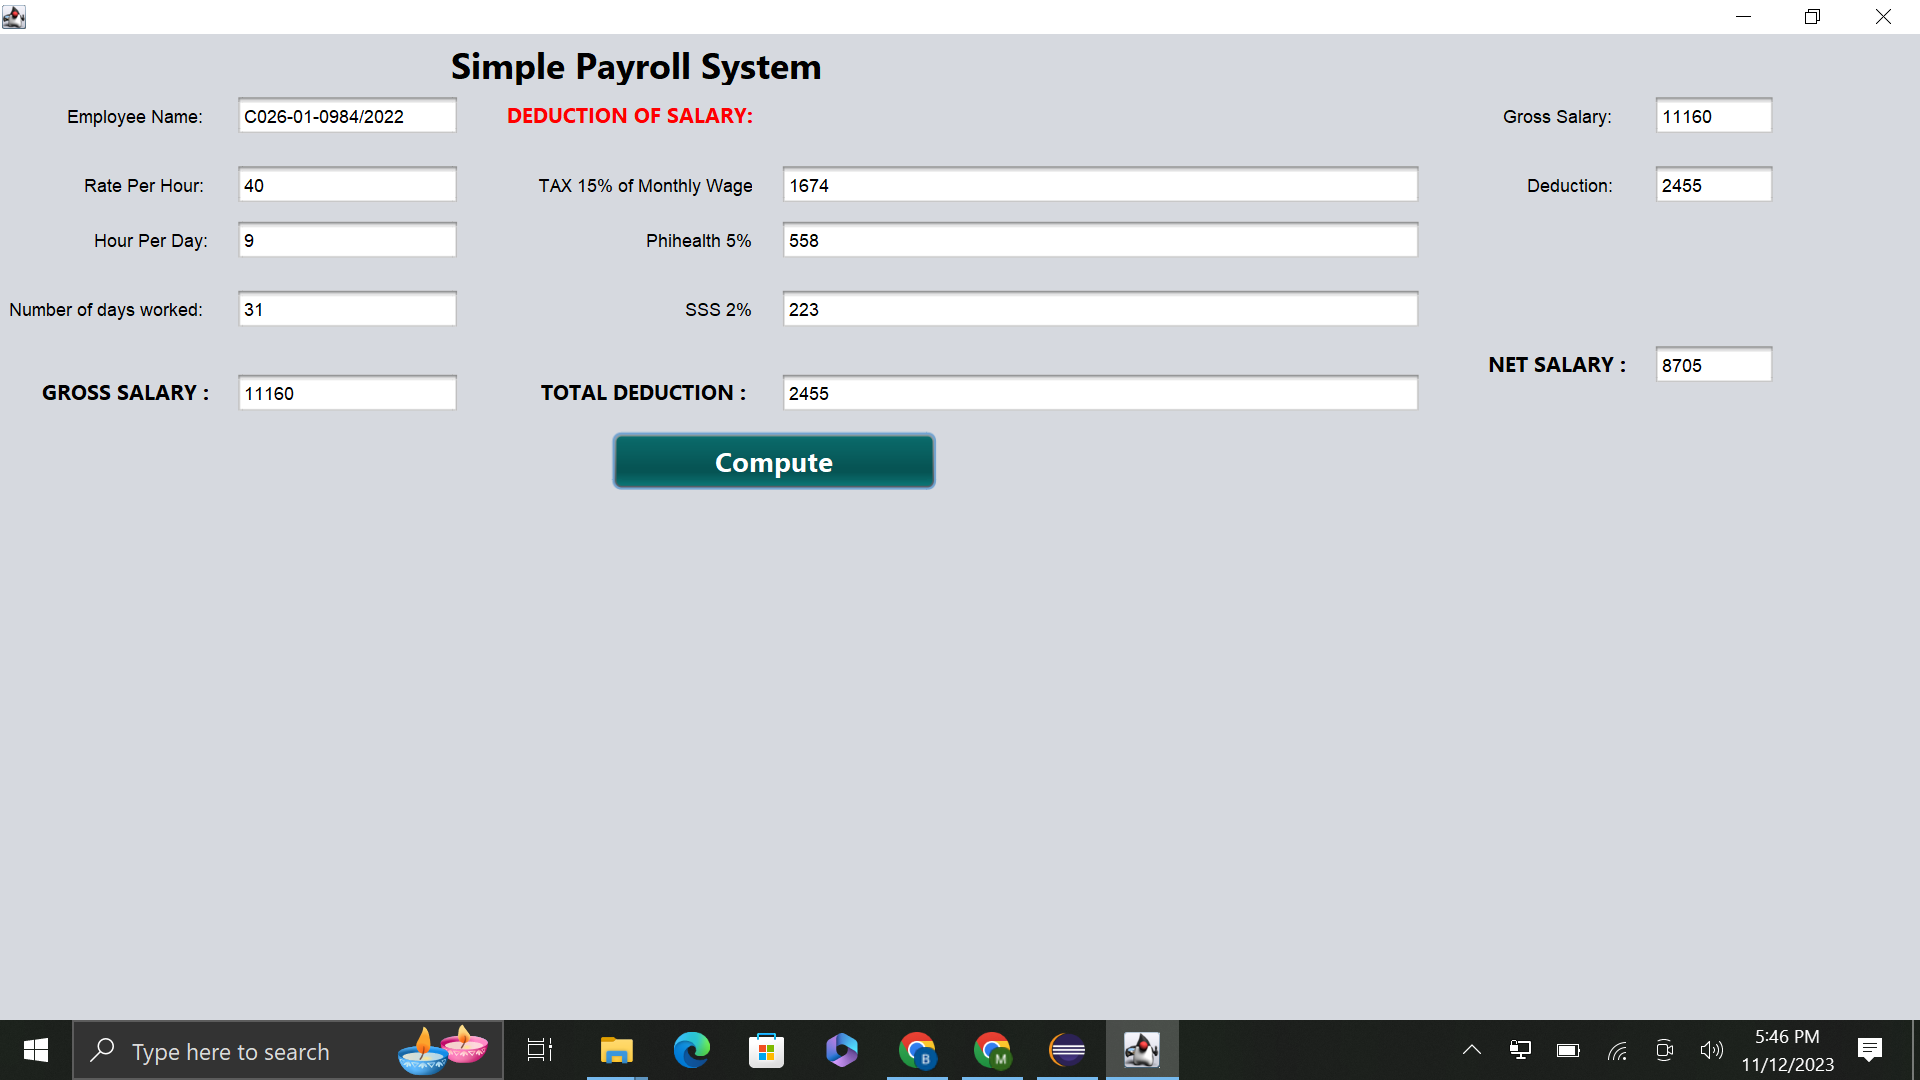 Simple Payroll System
Employee Name: C026-01-0984/2022 DEDUCTION OF SALARY: Gross Salary: 11160
Rate Per Hour: 40 TAX 15% of Monthly Wage 1674 Deduction: 2455
Hour Per Day: 9 Phihealth 5% 558
Number of days worked: 31 SSS 2% 223
NET SALARY : 8705
GROSS SALARY : 11160 TOTAL DEDUCTION : 2455
Compute
Type here to search
B
M
5:46 PM
11/12/2023